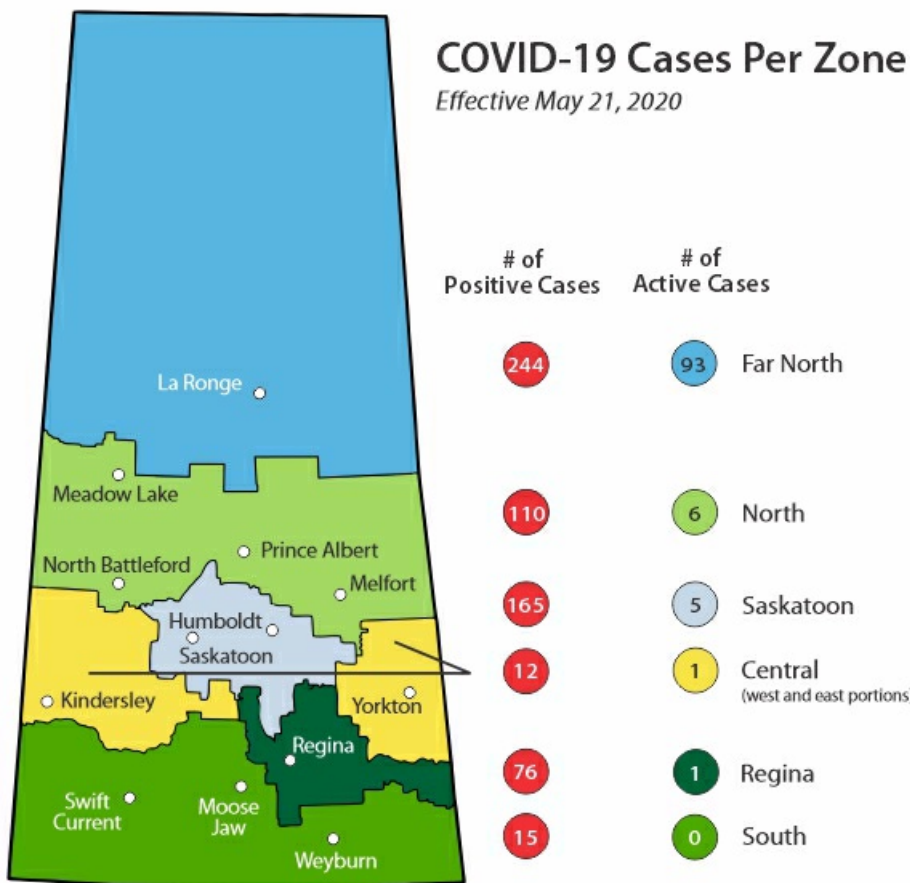 COVID-19 Cases Per Zone
Effective May 21, 2020
# of
Positive Cases
# of
Active Cases
244
93
Far North
110
6
North
165
5
Saskatoon
12
1
Central
(west and east portions)
76
1
Regina
15
0
South
La Ronge
Meadow Lake
Prince Albert
North Battleford
Melfort
Humboldt
Saskatoon
Kindersley
Yorkton
Regina
Swift
Current
Moose
Jaw
Weyburn